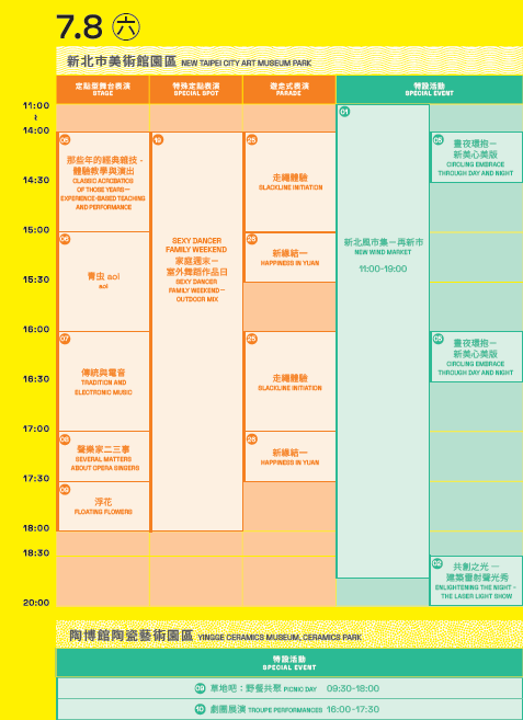 7.8 六
新北市美術館園區 NEW TAIPEI CITY ART MUSEUM PARK
定點型舞台表演
STAGE
特殊定點表演
SPECIAL SPOT
遊走式表演
PARADE
特設活動
SPECIAL EVENT
11:00
≀
14:00
14:30
15:00
15:30
16:00
16:30
17:00
17:30
18:00
18:30
20:00
05
那些年的經典雜技 -
體驗教學與演出
CLASSIC ACROBATICS
OF THOSE YEARS—
EXPERIENCE-BASED TEACHING
AND PERFORMANCE
06
青虫 aoi
aoi
07
傳統與電音
TRADITION AND
ELECTRONIC MUSIC
08
聲樂家二三事
SEVERAL MATTERS
ABOUT OPERA SINGERS
09
浮花
FLOATING FLOWERS
19
SEXY DANCER
FAMILY WEEKEND
家庭週末—
室外舞蹈作品日
SEXY DANCER
FAMILY WEEKEND—
OUTDOOR MIX
25
走繩體驗
SLACKLINE INITIATION
26
新緣結一
HAPPINESS IN YUAN
25
走繩體驗
SLACKLINE INITIATION
26
新緣結一
HAPPINESS IN YUAN
01
新北風市集—再新市
NEW WIND MARKET
11:00-19:00
05
晝夜環抱—
新美心美版
CIRCLING EMBRACE
THROUGH DAY AND NIGHT
05
晝夜環抱—
新美心美版
CIRCLING EMBRACE
THROUGH DAY AND NIGHT
02
共創之光 —
建築雷射聲光秀
ENLIGHTENING THE NIGHT -
THE LASER LIGHT SHOW
陶博館陶瓷藝術園區 YINGGE CERAMICS MUSEUM, CERAMICS PARK
特設活動
SPECIAL EVENT
09 草地吧：野餐共聚 PICNIC DAY 09:30-18:00
10 劇團展演 TROUPE PERFORMANCES 16:00-17:30